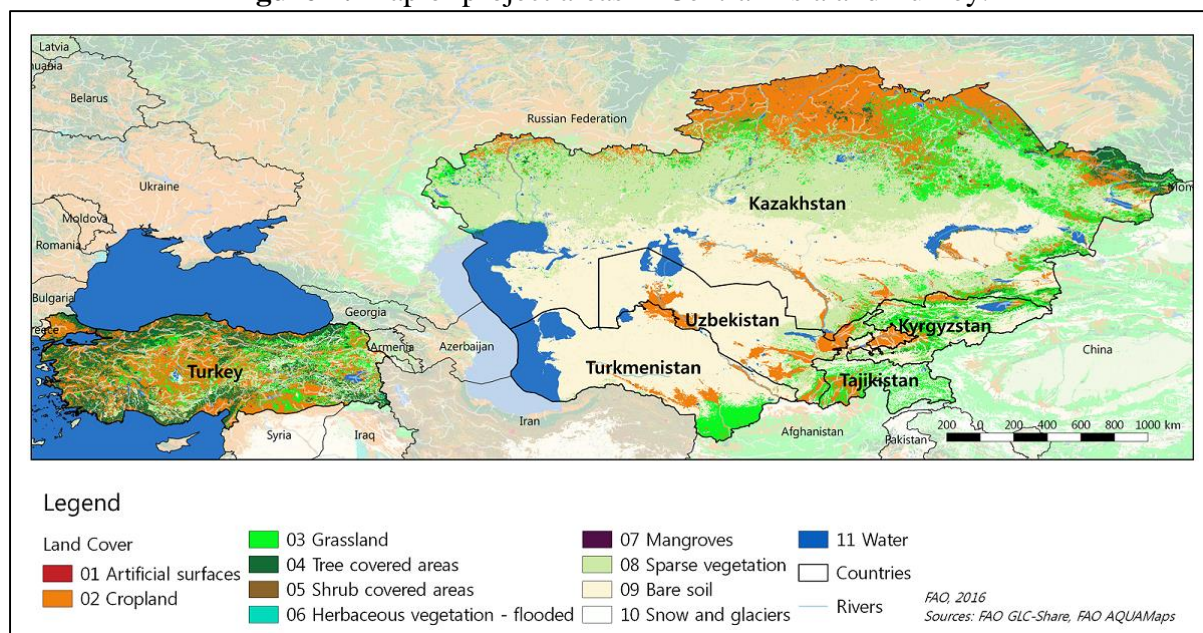 Latvia
Belarus
Russian Federation
Ukraine
Kazakhstan
Moldova
Romania
Bulgaria
Georgia
Uzbekistan
Kyrgyzstan
Armenia
Azerbaijan
Turkmenistan
China
Turkey
Tajikistan
Syria
Iraq
Iran
Afghanistan
Pakistan
200 0 200 400 600 800 1000 km
Legend
Land Cover
01 Artificial surfaces
02 Cropland
03 Grassland
04 Tree covered areas
05 Shrub covered areas
06 Herbaceous vegetation - flooded
07 Mangroves
08 Sparse vegetation
09 Bare soil
10 Snow and glaciers
11 Water
Countries
Rivers
FAO, 2016
Sources: FAO GLC-Share, FAO AQUAMaps